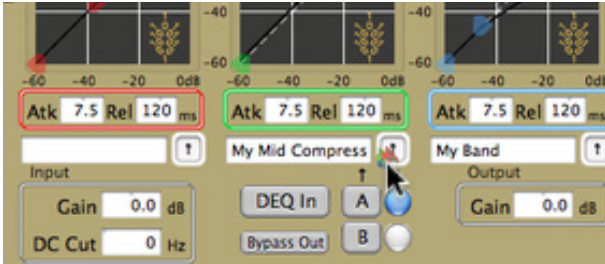 -40 -40
-60 -60
-60 -40 -20 0dB -60 -40 -20 0dB -60 -40 -20 0dB
Atk 7.5 Rel 120 ms Atk 7.5 Rel 120 ms Atk 7.5 Rel 120 ms
My Mid Compress My Band
Input Output
Gain 0.0 dB DEQ In A Gain 0.0 dB
DC Cut 0 Hz Bypass Out B